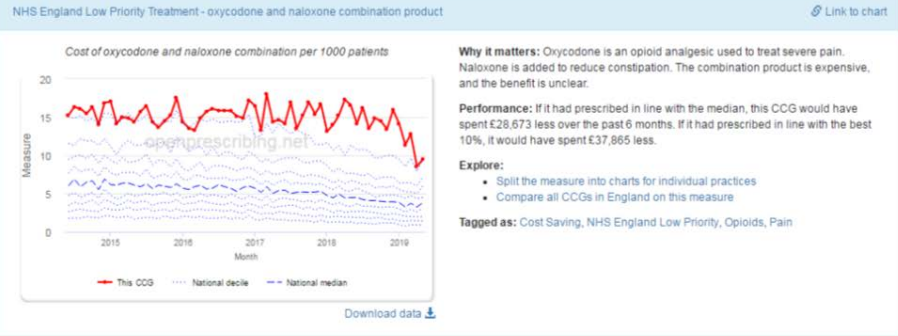 NHS England Low Priority Treatment - oxycodone and naloxone combination product
Link to chart
Cost of oxycodone and naloxone combination per 1000 patients
Measure
20
15
10
5
0
openprescribing.net
2015 2016 2017 2018 2019
Month
This CCG National decile National median
Download data
Why it matters: Oxycodone is an opioid analgesic used to treat severe pain.
Naloxone is added to reduce constipation. The combination product is expensive,
and the benefit is unclear.
Performance: If it had prescribed in line with the median, this CCG would have
spent £28,673 less over the past 6 months. If it had prescribed in line with the best
10%, it would have spent £37,865 less.
Explore:
• Split the measure into charts for individual practices
• Compare all CCGs in England on this measure
Tagged as: Cost Saving, NHS England Low Priority, Opioids, Pain